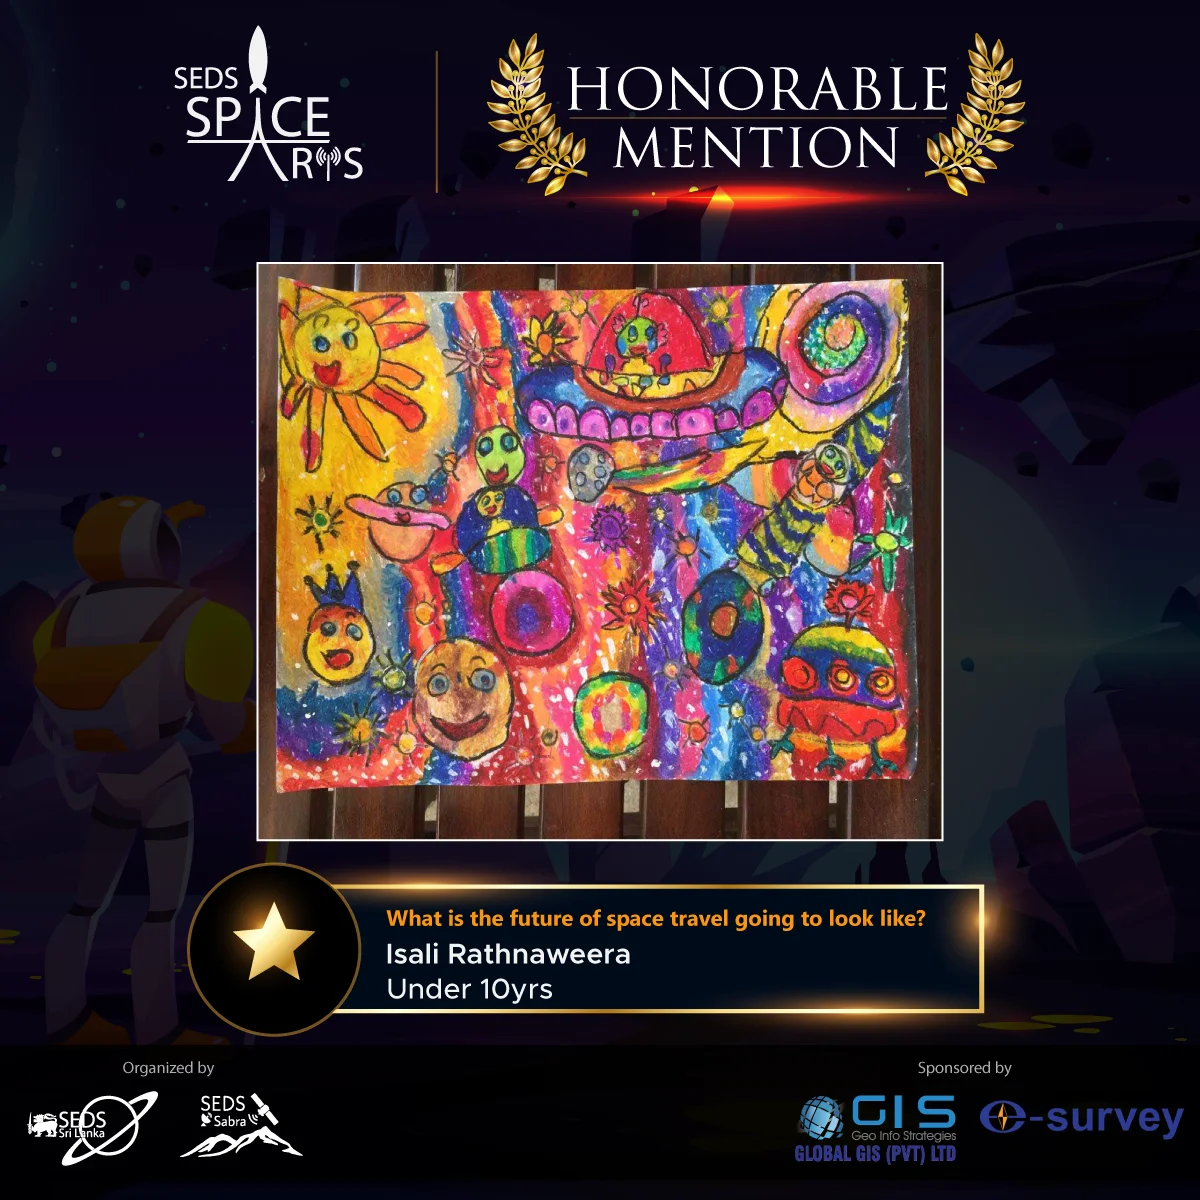 SEDS
SPACE
ARTS
HONORABLE
MENTION
What is the future of space travel going to look like?
Isali Rathnaweera
Under 10yrs
Organized by
Sponsored by
SEDS
Sri Lanka
SEDS
Sabra
GIS
Geo Info Strategies
GLOBAL GIS (PVT) LTD
e-survey